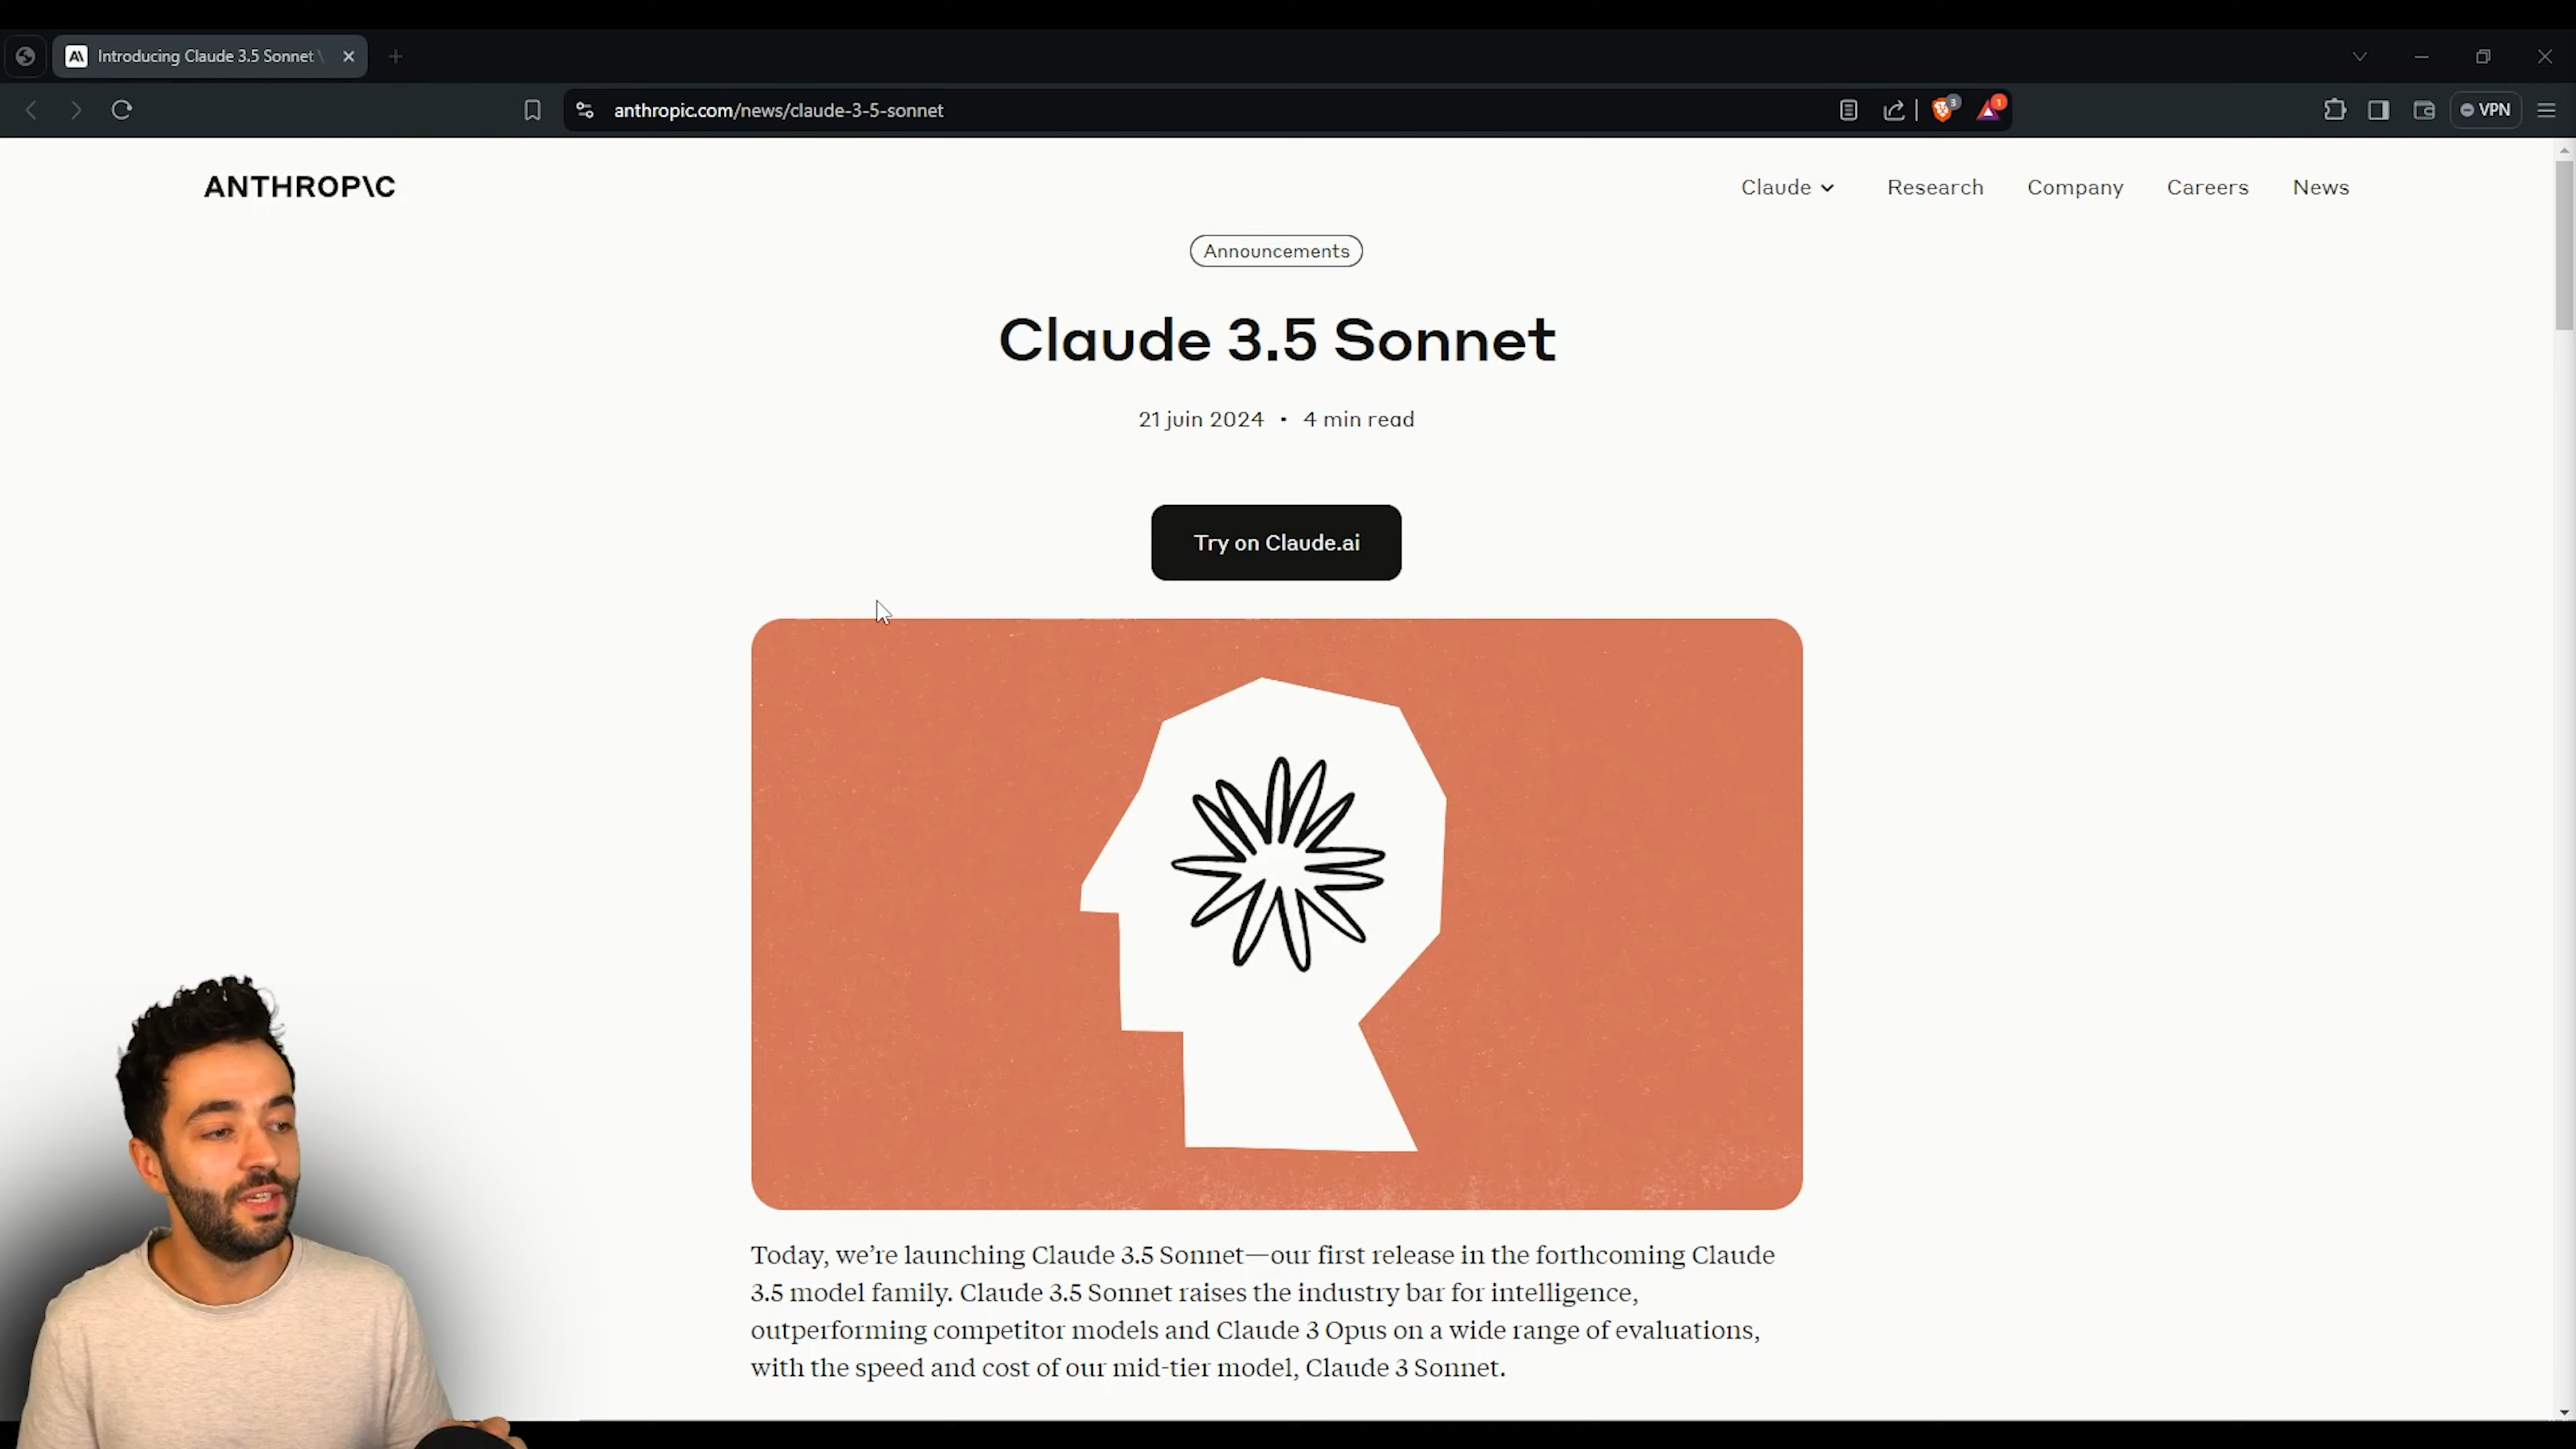 Introducing Claude 3.5 Sonnet \
anthropic.com/news/claude-3-5-sonnet
3
1
VPN
ANTHROP\C
Claude
Research
Company
Careers
News
Announcements
Claude 3.5 Sonnet
21 juin 2024 • 4 min read
Try on Claude.ai
Today, we’re launching Claude 3.5 Sonnet—our first release in the forthcoming Claude
3.5 model family. Claude 3.5 Sonnet raises the industry bar for intelligence,
outperforming competitor models and Claude 3 Opus on a wide range of evaluations,
with the speed and cost of our mid-tier model, Claude 3 Sonnet.